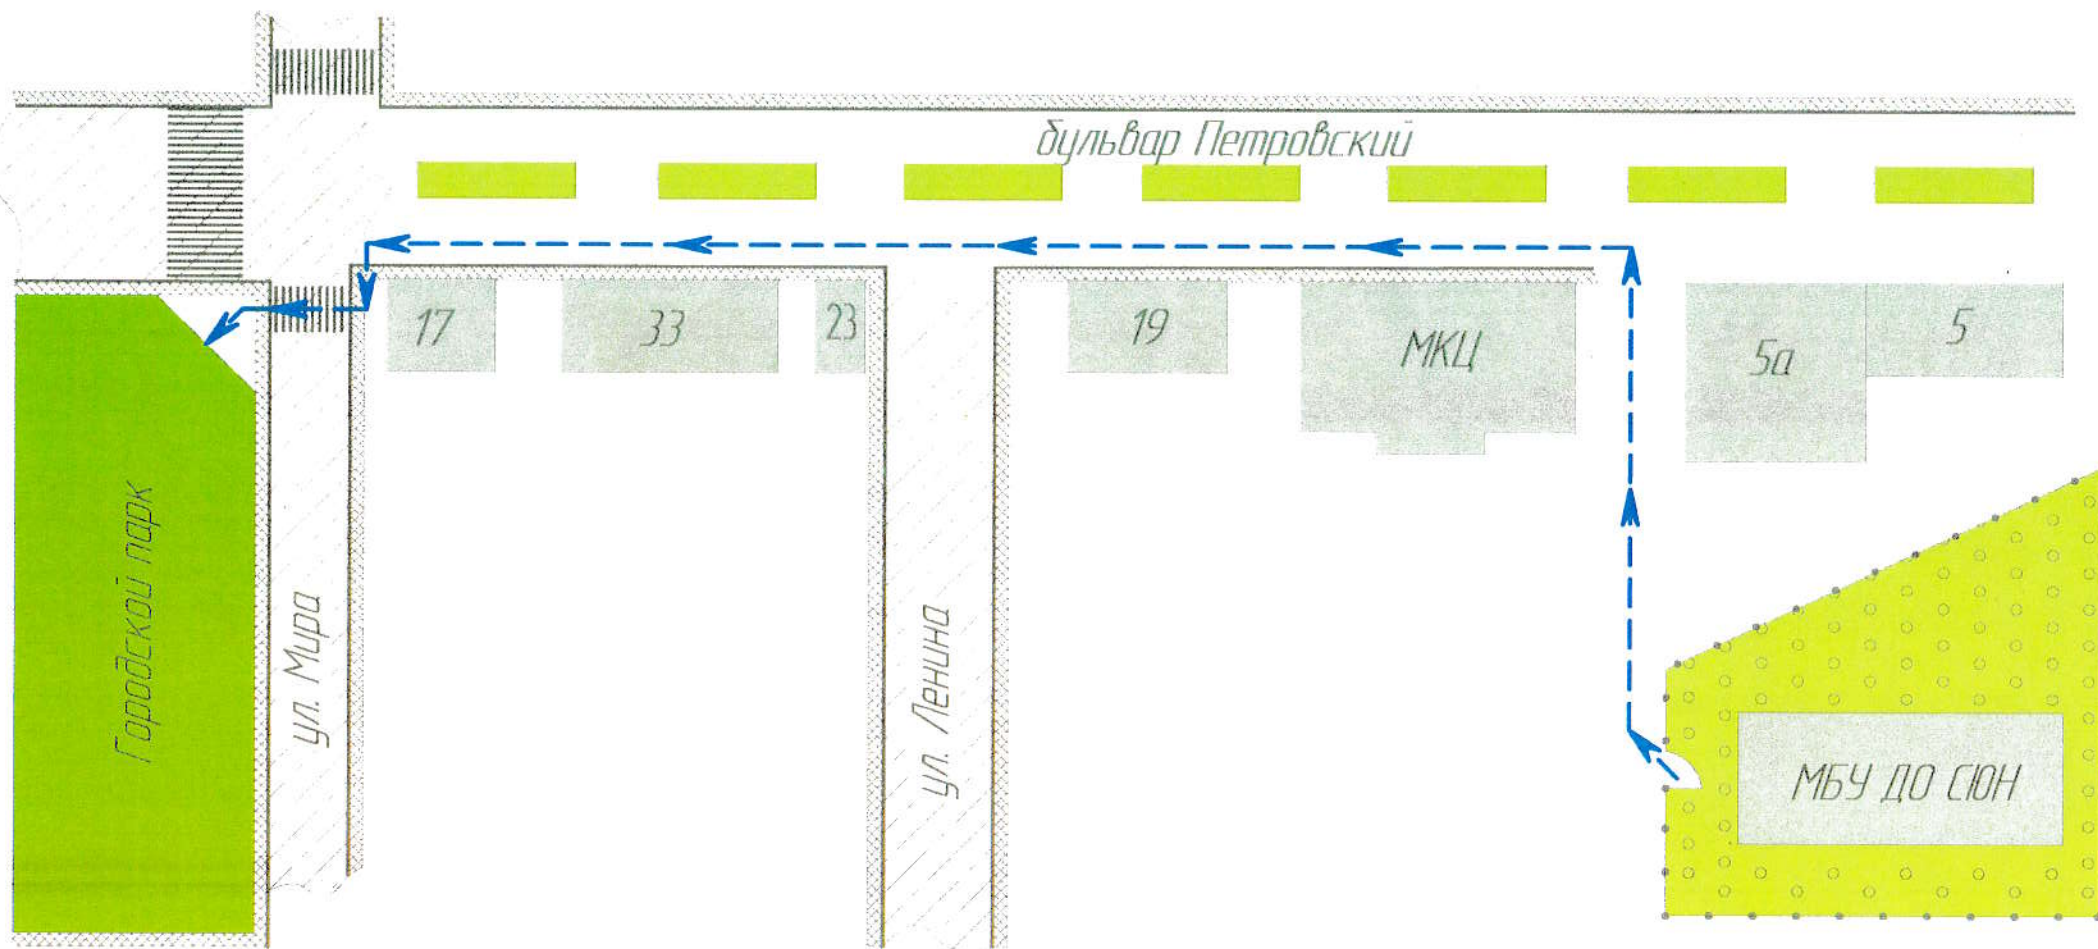 бульвар Петровский
17
33
23
19
МКЦ
5а
5
Городской парк
ул. Мира
ул. Ленина
МБУ ДО СЮН